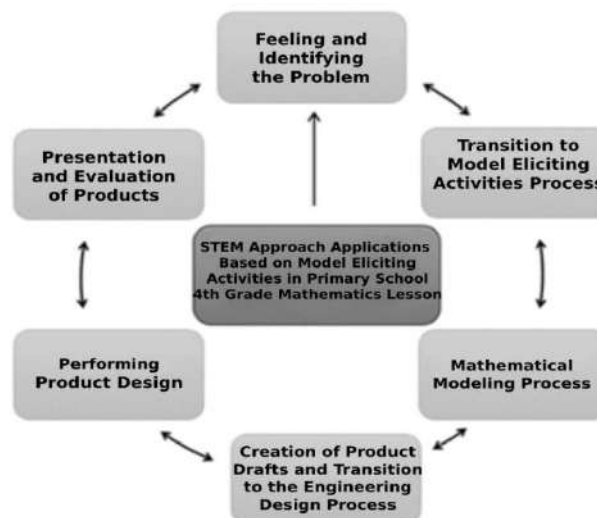 Feeling and
Identifying
the Problem
Transition to
Model Eliciting
Activities Process
Mathematical
Modeling Process
Creation of Product
Drafts and Transition
to the Engineering
Design Process
Performing
Product Design
Presentation
and Evaluation
of Products
STEM Approach Applications
Based on Model Eliciting
Activities in Primary School
4th Grade Mathematics Lesson